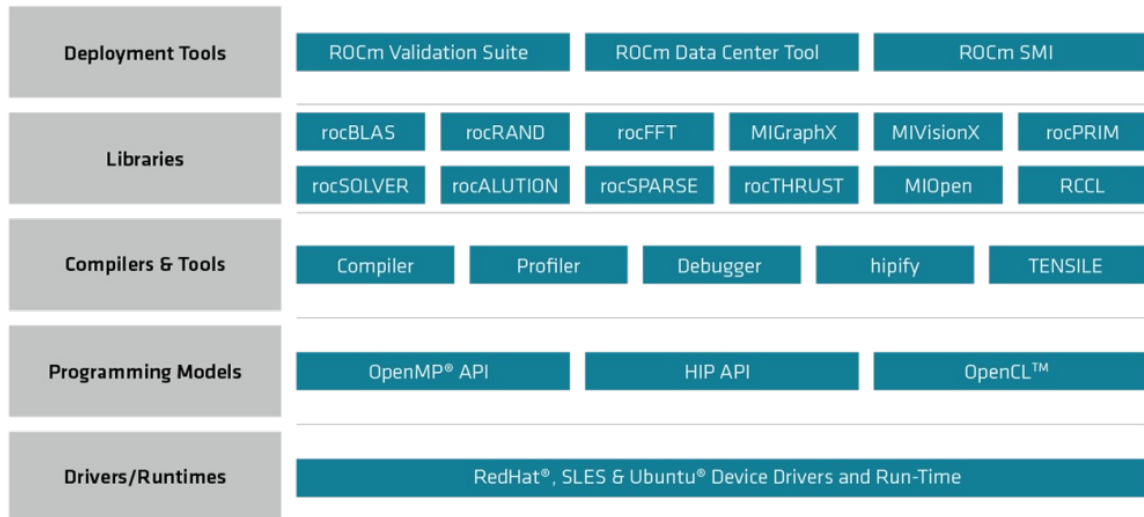 Deployment Tools
ROCm Validation Suite
ROCm Data Center Tool
ROCm SMI
Libraries
rocBLAS
rocRAND
rocFFT
MIGraphX
MIVisionX
rocPRIM
rocSOLVER
rocALUTION
rocSPARSE
rocTHRUST
MIOpen
RCCL
Compilers & Tools
Compiler
Profiler
Debugger
hipify
TENSILE
Programming Models
OpenMP® API
HIP API
OpenCL™
Drivers/Runtimes
RedHat®, SLES & Ubuntu® Device Drivers and Run-Time